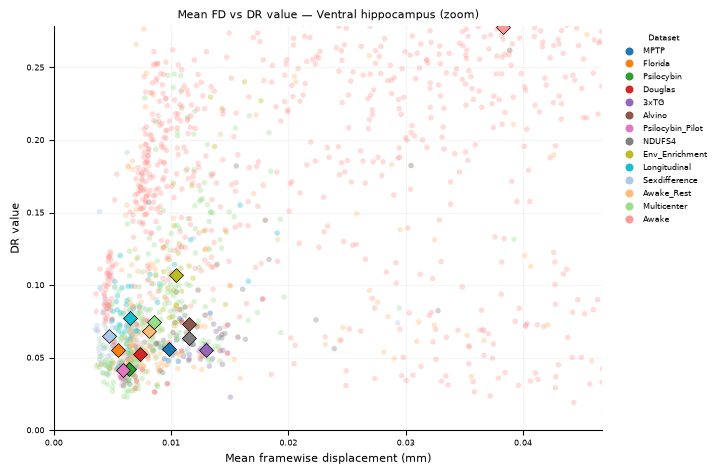 Mean FD vs DR value — Ventral hippocampus (zoom)
Dataset
MPTP
Florida
Psilocybin
Douglas
3xTG
Alvino
Psilocybin_Pilot
NDUFS4
Env_Enrichment
Longitudinal
Sexdifference
Awake_Rest
Multicenter
Awake
DR value
0.25
0.20
0.15
0.10
0.05
0.00
0.00 0.01 0.02 0.03 0.04
Mean framewise displacement (mm)